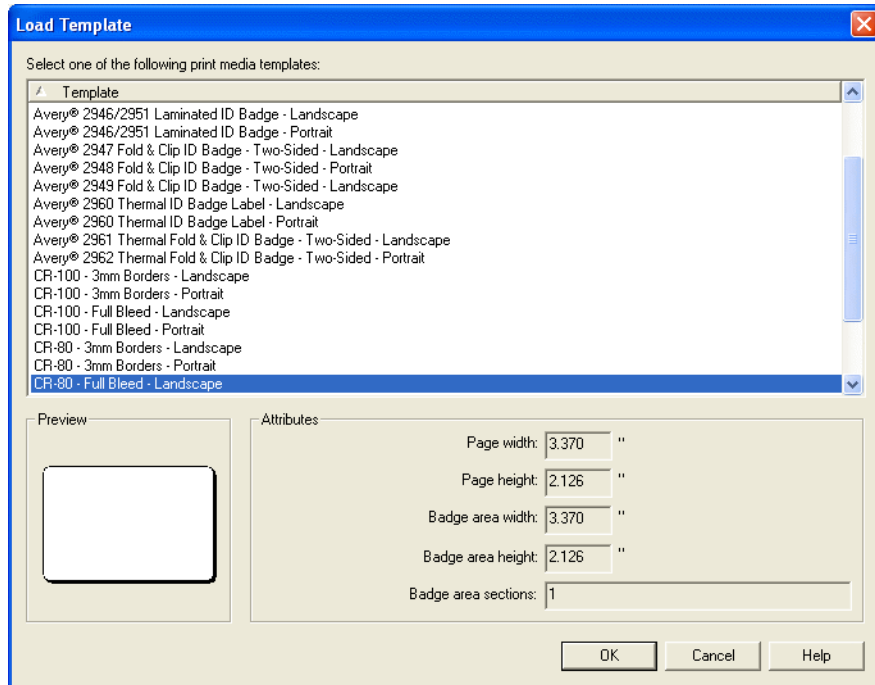 Load Template
Select one of the following print media templates:
Template
Avery® 2946/2951 Laminated ID Badge - Landscape
Avery® 2946/2951 Laminated ID Badge - Portrait
Avery® 2947 Fold & Clip ID Badge - Two-Sided - Landscape
Avery® 2948 Fold & Clip ID Badge - Two-Sided - Portrait
Avery® 2949 Fold & Clip ID Badge - Two-Sided - Landscape
Avery® 2960 Thermal ID Badge Label - Landscape
Avery® 2960 Thermal ID Badge Label - Portrait
Avery® 2961 Thermal Fold & Clip ID Badge - Two-Sided - Landscape
Avery® 2962 Thermal Fold & Clip ID Badge - Two-Sided - Portrait
CR-100 - 3mm Borders - Landscape
CR-100 - 3mm Borders - Portrait
CR-100 - Full Bleed - Landscape
CR-100 - Full Bleed - Portrait
CR-80 - 3mm Borders - Landscape
CR-80 - 3mm Borders - Portrait
CR-80 - Full Bleed - Landscape
Preview
Attributes
Page width: 3.370 "
Page height: 2.126 "
Badge area width: 3.370 "
Badge area height: 2.126 "
Badge area sections: 1
OK Cancel Help